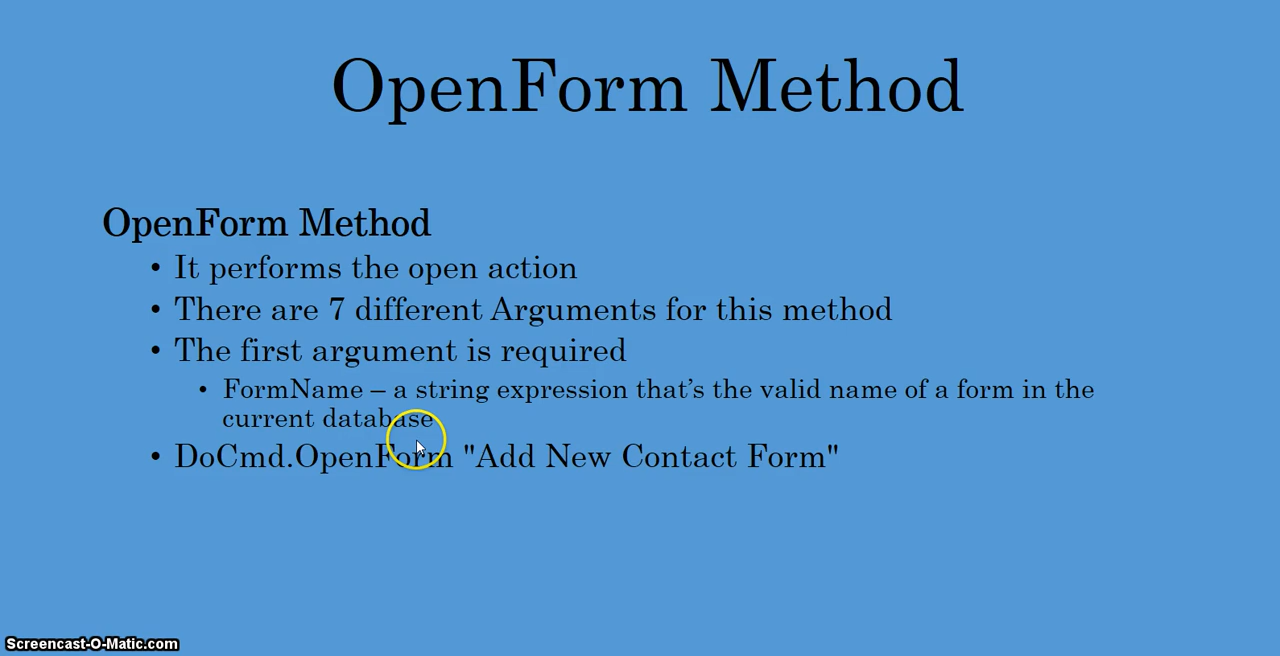 OpenForm Method
OpenForm Method
• It performs the open action
• There are 7 different Arguments for this method
• The first argument is required
• FormName – a string expression that's the valid name of a form in the
current database
• DoCmd.OpenForm "Add New Contact Form"
Screencast-O-Matic.com